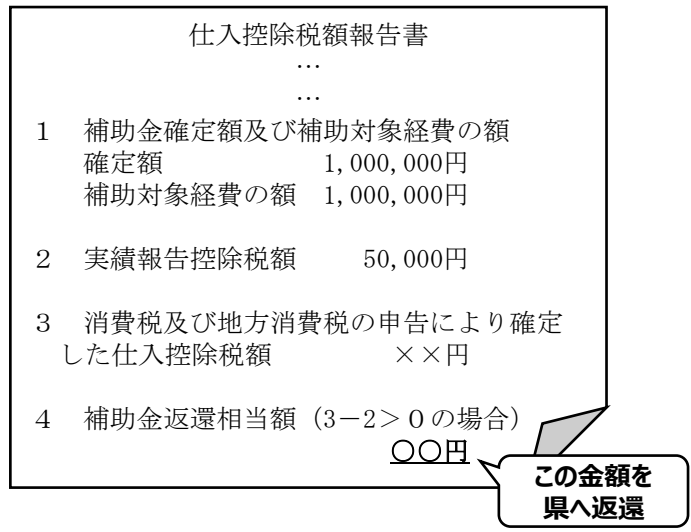 仕入控除税額報告書
…
…
１　補助金確定額及び補助対象経費の額
確定額　1,000,000円
補助対象経費の額　1,000,000円
２　実績報告控除税額　50,000円
３　消費税及び地方消費税の申告により確定
した仕入控除税額　××円
４　補助金返還相当額（3－2＞０の場合）
〇〇円
この金額を
県へ返還